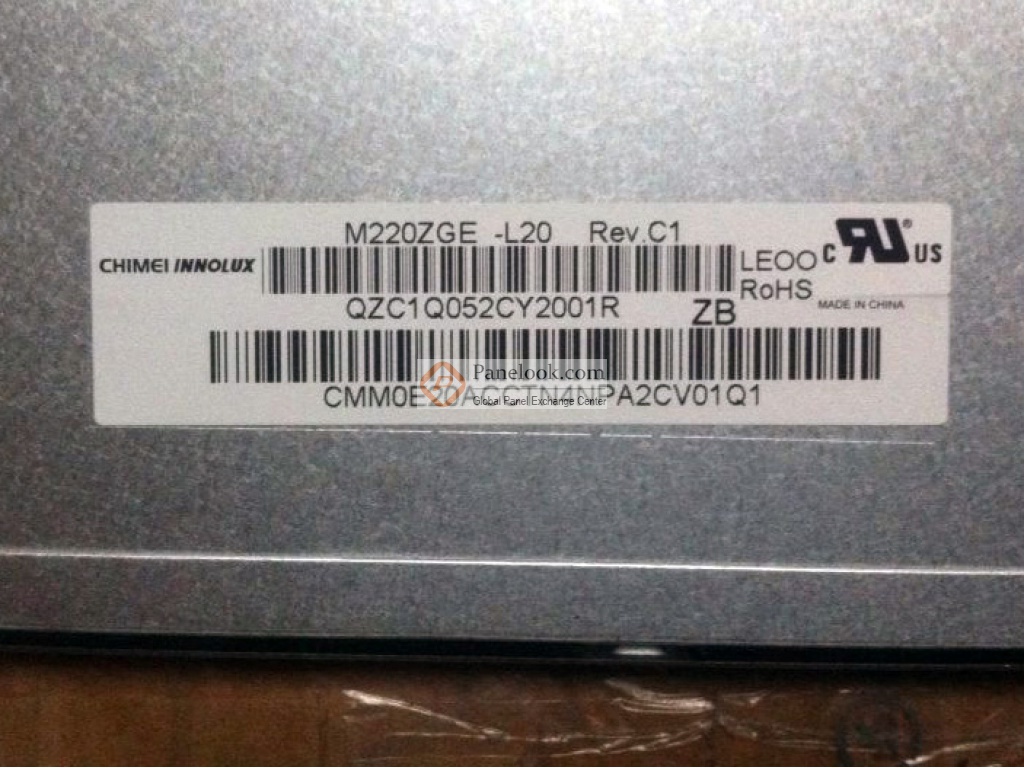 M220ZGE -L20 Rev.C1
CHIMEI INNOLUX
LEOO
RoHS
C RU ® US
MADE IN CHINA
QZC1Q052CY2001R ZB
Panelook.com
Global Panel Exchange Center